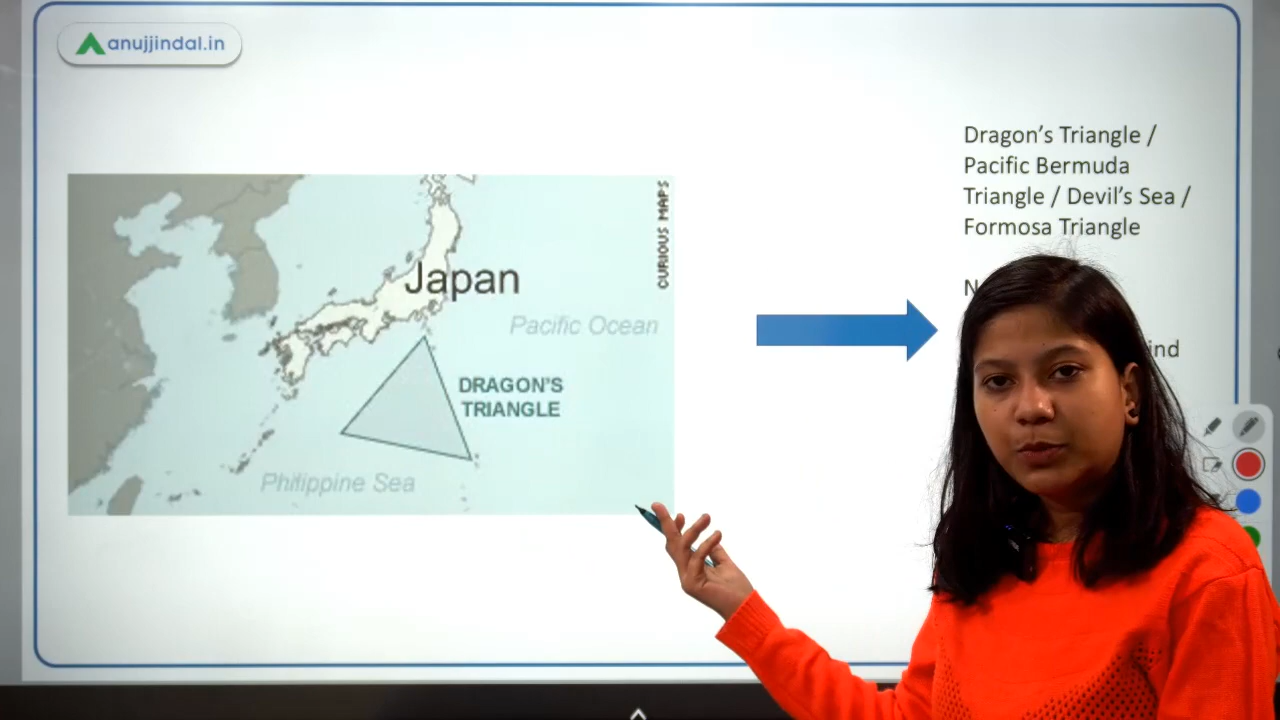 anujjindal.in
CURIOUS MAPS
Japan
Pacific Ocean
DRAGON'S
TRIANGLE
Philippine Sea
Dragon's Triangle /
Pacific Bermuda
Triangle / Devil's Sea /
Formosa Triangle